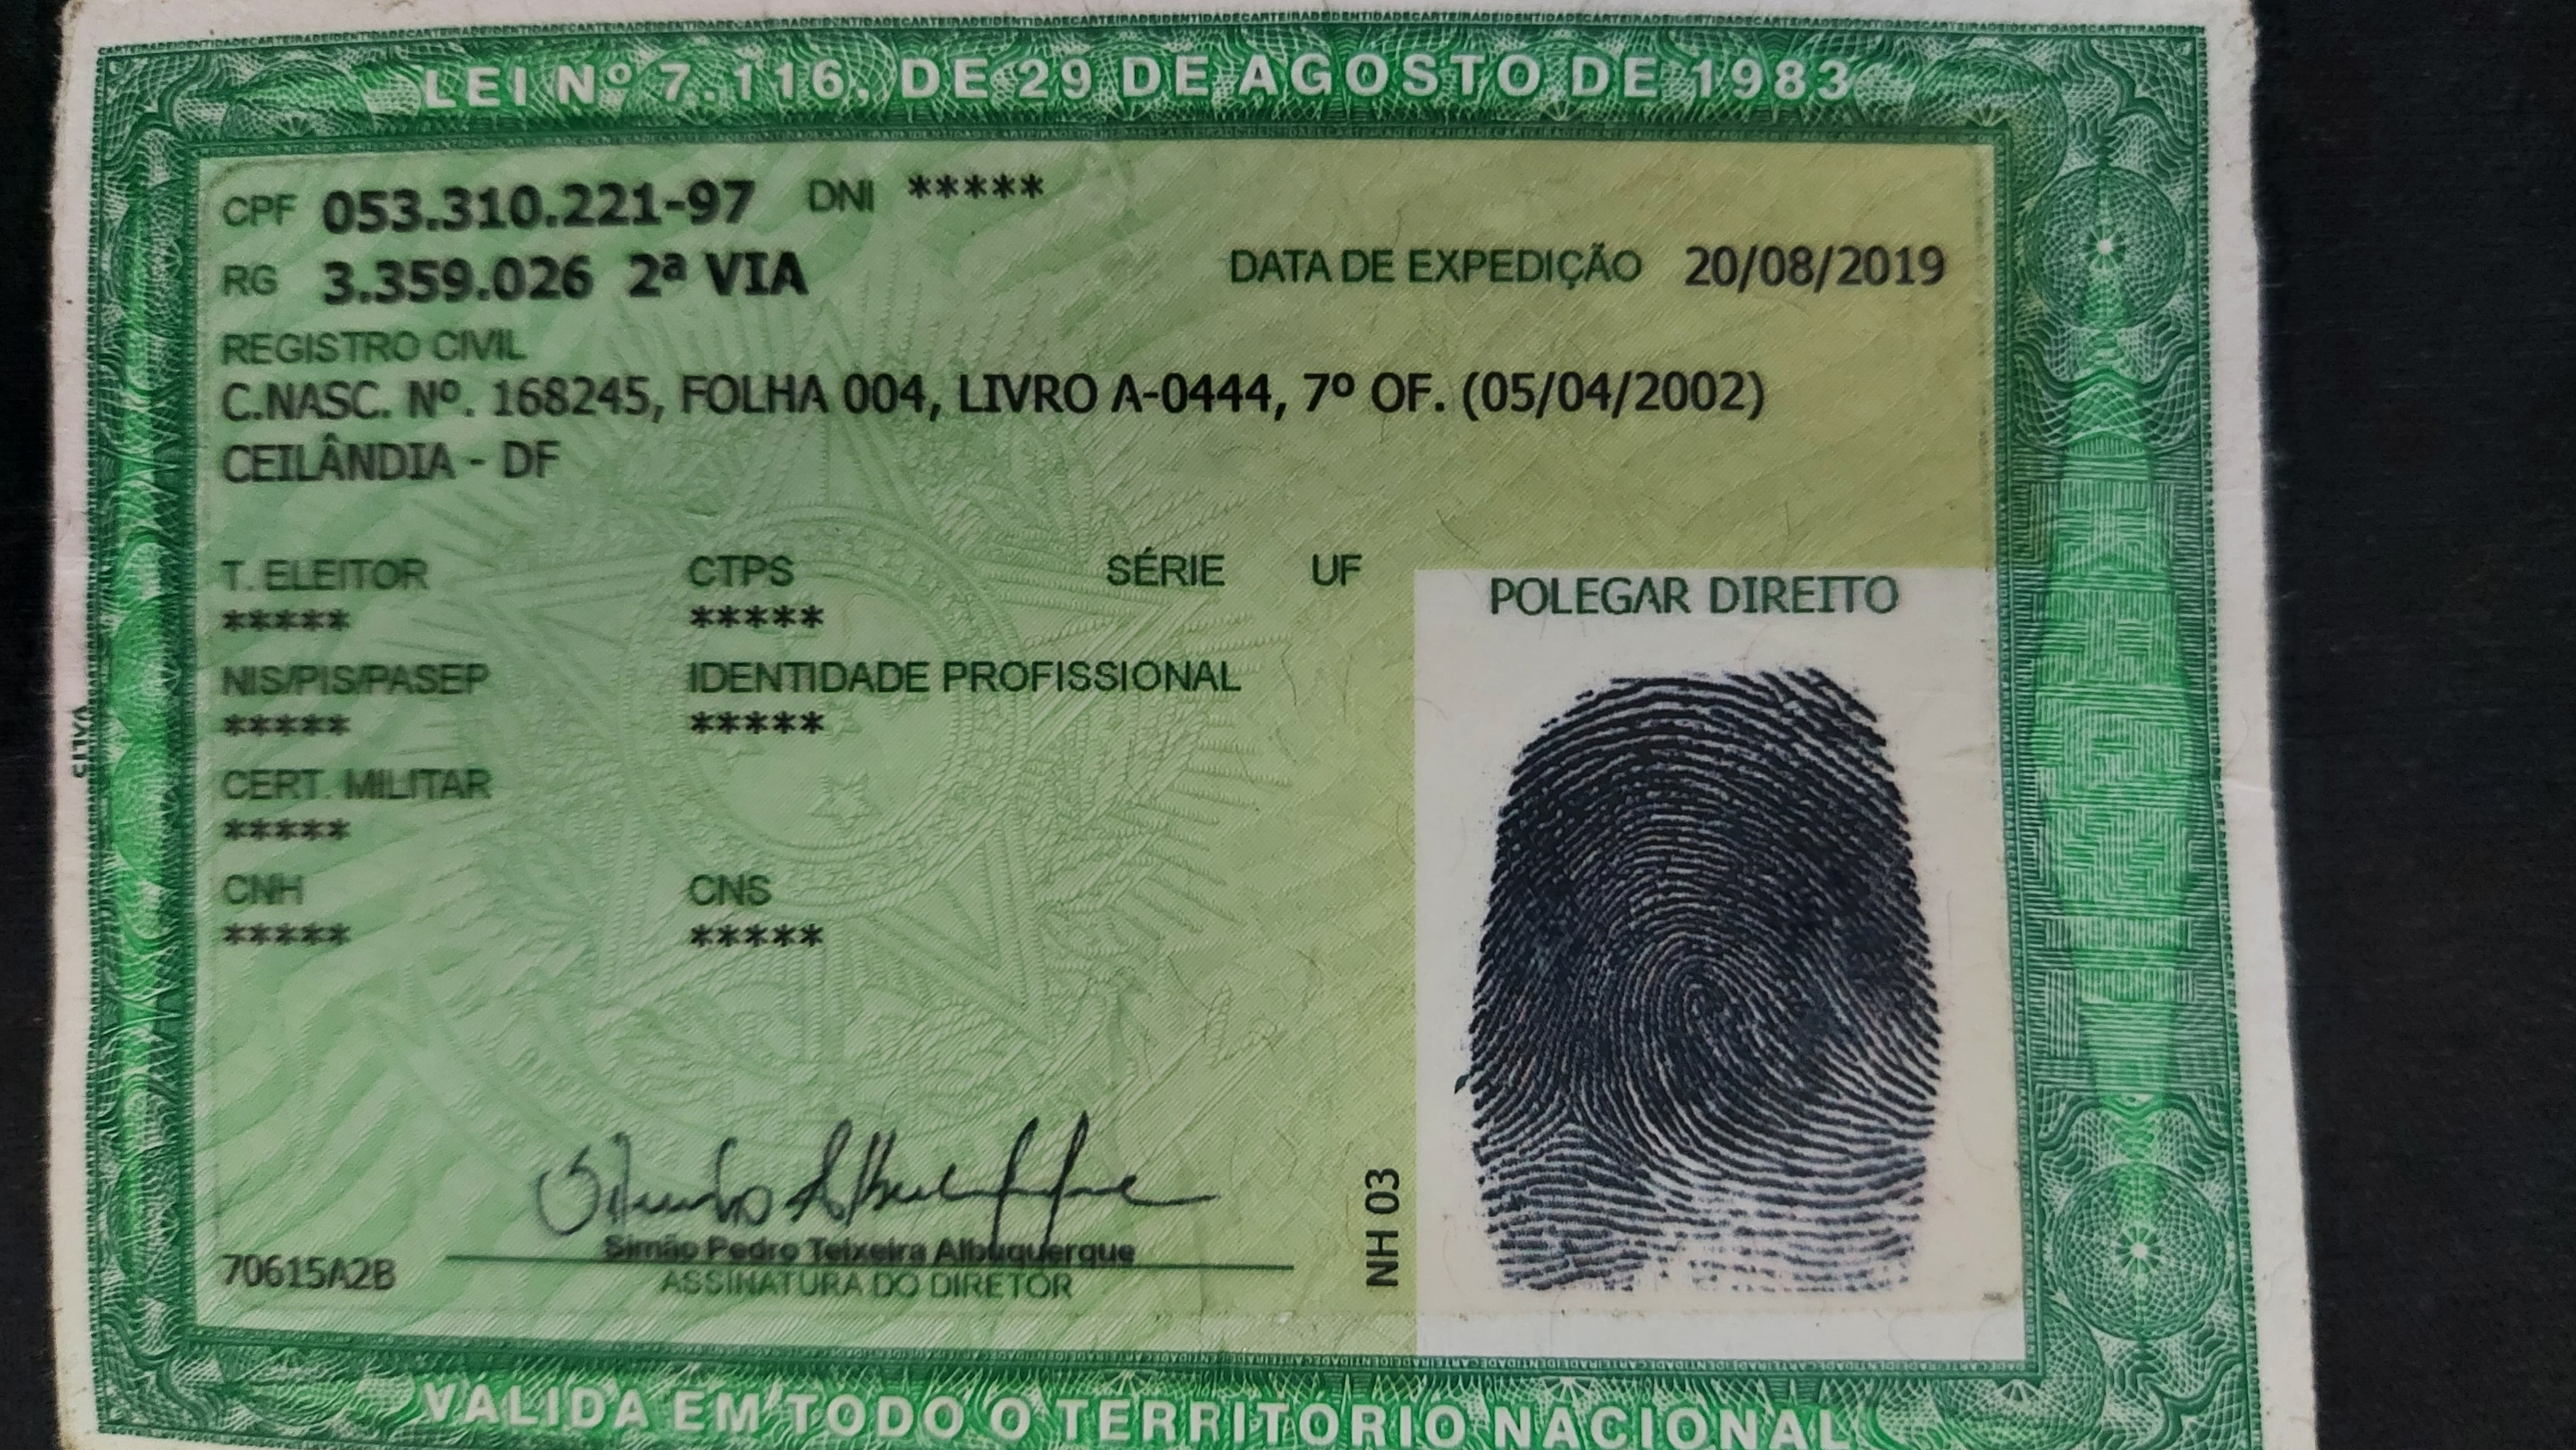 LEI Nº 7.116, DE 29 DE AGOSTO DE 1983
CPF 053.310.221-97 DNI *****
RG 3.359.026 2ª VIA DATA DE EXPEDIÇÃO 20/08/2019
REGISTRO CIVIL
C.NASC. Nº. 168245, FOLHA 004, LIVRO A-0444, 7º OF. (05/04/2002)
CEILÂNDIA - DF
T. ELEITOR CTPS SÉRIE UF
***** *****
NIS/PIS/PASEP IDENTIDADE PROFISSIONAL
***** *****
CERT. MILITAR
*****
CNH CNS
***** *****
POLEGAR DIREITO
NH 03
Simão Pedro Teixeira Albuquerque
70615A2B
ASSINATURA DO DIRETOR
VÁLIDA EM TODO O TERRITÓRIO NACIONAL